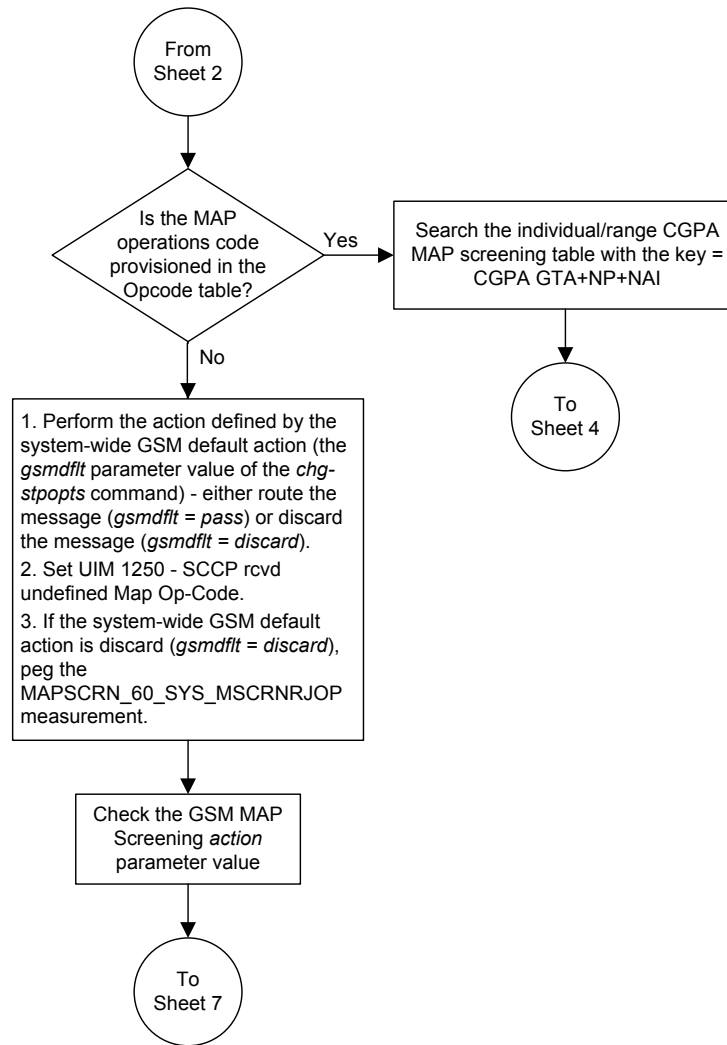 From
Sheet 2
Is the MAP
operations code
provisioned in the
Opcode table?
Yes
Search the individual/range CGPA
MAP screening table with the key =
CGPA GTA+NP+NAI
To
Sheet 4
No
1. Perform the action defined by the
system-wide GSM default action (the
gsmdflt parameter value of the chg-
stpopts command) - either route the
message (gsmdflt = pass) or discard
the message (gsmdflt = discard).
2. Set UIM 1250 - SCCP rcvd
undefined Map Op-Code.
3. If the system-wide GSM default
action is discard (gsmdflt = discard),
peg the
MAPSCRN_60_SYS_MSCRNRJOP
measurement.
Check the GSM MAP
Screening action
parameter value
To
Sheet 7